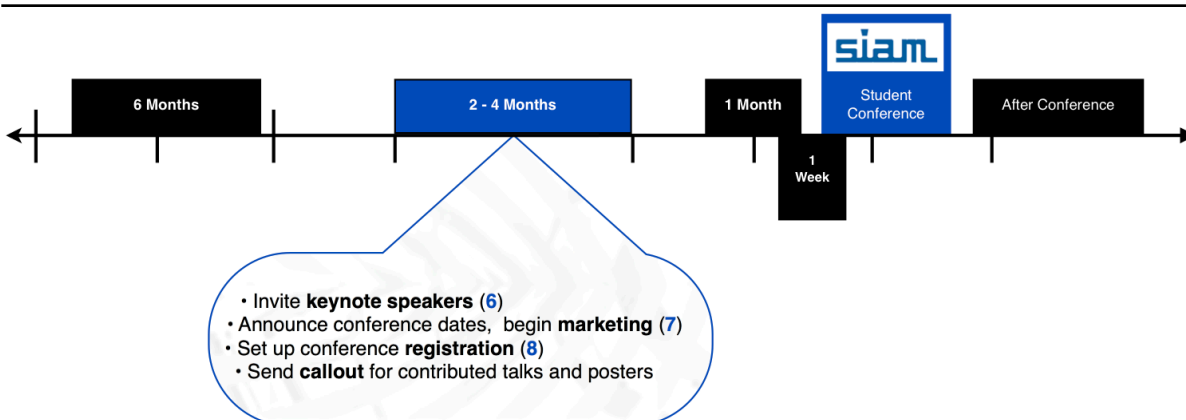 6 Months
2 - 4 Months
1 Month
1
Week
siam
Student
Conference
After Conference
• Invite keynote speakers (6)
• Announce conference dates,  begin marketing (7)
• Set up conference registration (8)
• Send callout for contributed talks and posters